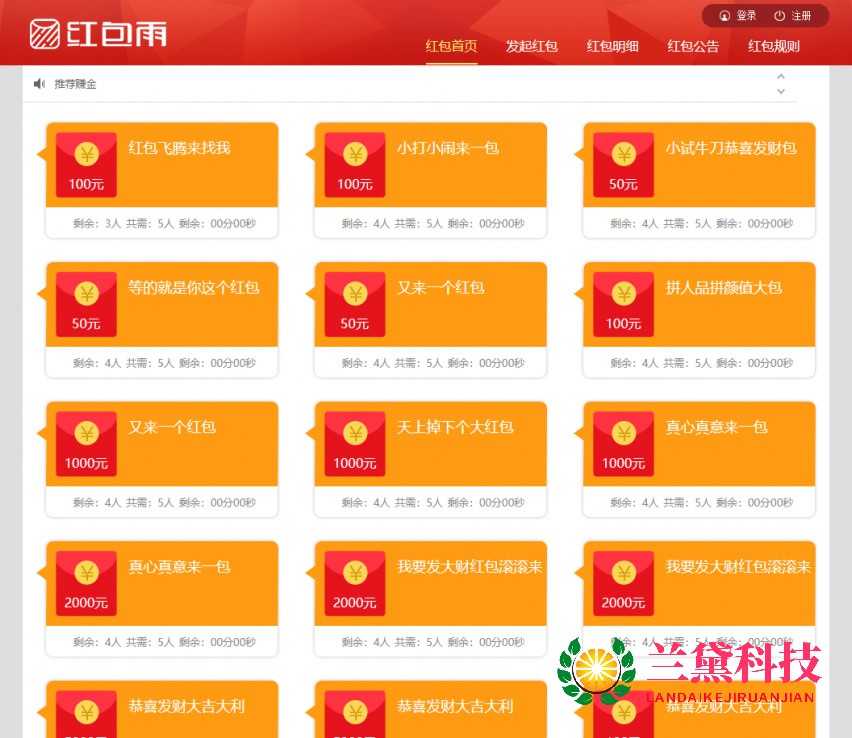 登录 注册
红包雨
红包首页 发起红包 红包明细 红包公告 红包规则
推荐赚金
红包飞腾来找我
100元
剩余：3人 共需：5人 剩余：00分00秒
小打小闹来一包
100元
剩余：4人 共需：5人 剩余：00分00秒
小试牛刀恭喜发财包
50元
剩余：4人 共需：5人 剩余：00分00秒
等的就是你这个红包
50元
剩余：4人 共需：5人 剩余：00分00秒
又来一个红包
50元
剩余：4人 共需：5人 剩余：00分00秒
拼人品拼颜值大包
100元
剩余：4人 共需：5人 剩余：00分00秒
又来一个红包
1000元
剩余：4人 共需：5人 剩余：00分00秒
天上掉下个大红包
1000元
剩余：4人 共需：5人 剩余：00分00秒
真心真意来一包
1000元
剩余：4人 共需：5人 剩余：00分00秒
真心真意来一包
2000元
剩余：4人 共需：5人 剩余：00分00秒
我要发大财红包滚滚来
2000元
剩余：4人 共需：5人 剩余：00分00秒
我要发大财红包滚滚来
2000元
剩余：4人 共需：5人 剩余：00分00秒
兰黛科技
LANDAIKEJIRUANJIAN
恭喜发财大吉大利
恭喜发财大吉大利
恭喜发财大吉大利